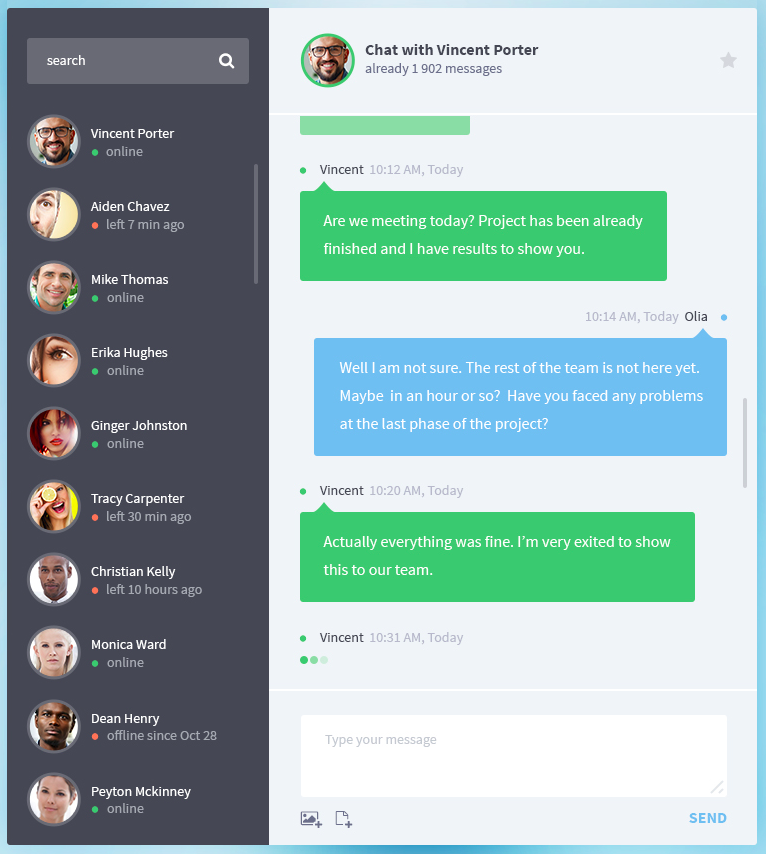 search
Vincent Porter
online
Aiden Chavez
left 7 min ago
Mike Thomas
online
Erika Hughes
online
Ginger Johnston
online
Tracy Carpenter
left 30 min ago
Christian Kelly
left 10 hours ago
Monica Ward
online
Dean Henry
offline since Oct 28
Peyton Mckinney
online
Chat with Vincent Porter
already 1 902 messages
Vincent 10:12 AM, Today
Are we meeting today? Project has been already
finished and I have results to show you.
10:14 AM, Today Olia
Well I am not sure. The rest of the team is not here yet.
Maybe  in an hour or so?  Have you faced any problems
at the last phase of the project?
Vincent 10:20 AM, Today
Actually everything was fine. I'm very exited to show
this to our team.
Vincent 10:31 AM, Today
Type your message
SEND